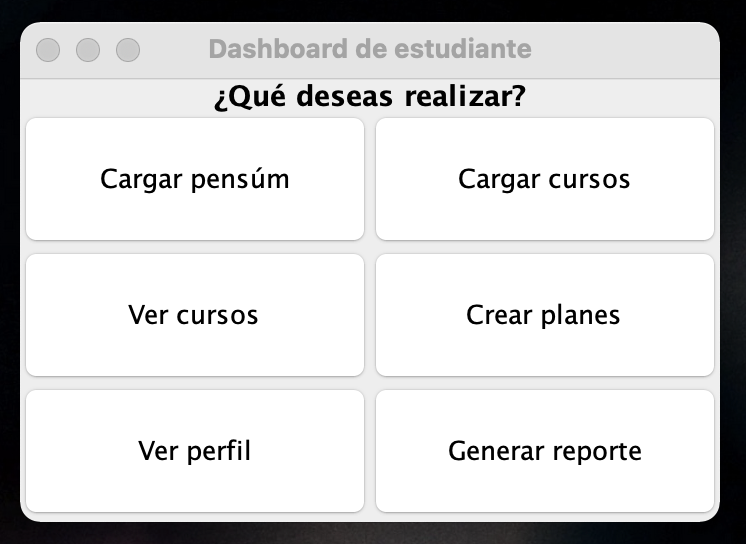 Dashboard de estudiante
¿Qué deseas realizar?
Cargar pensúm
Cargar cursos
Ver cursos
Crear planes
Ver perfil
Generar reporte